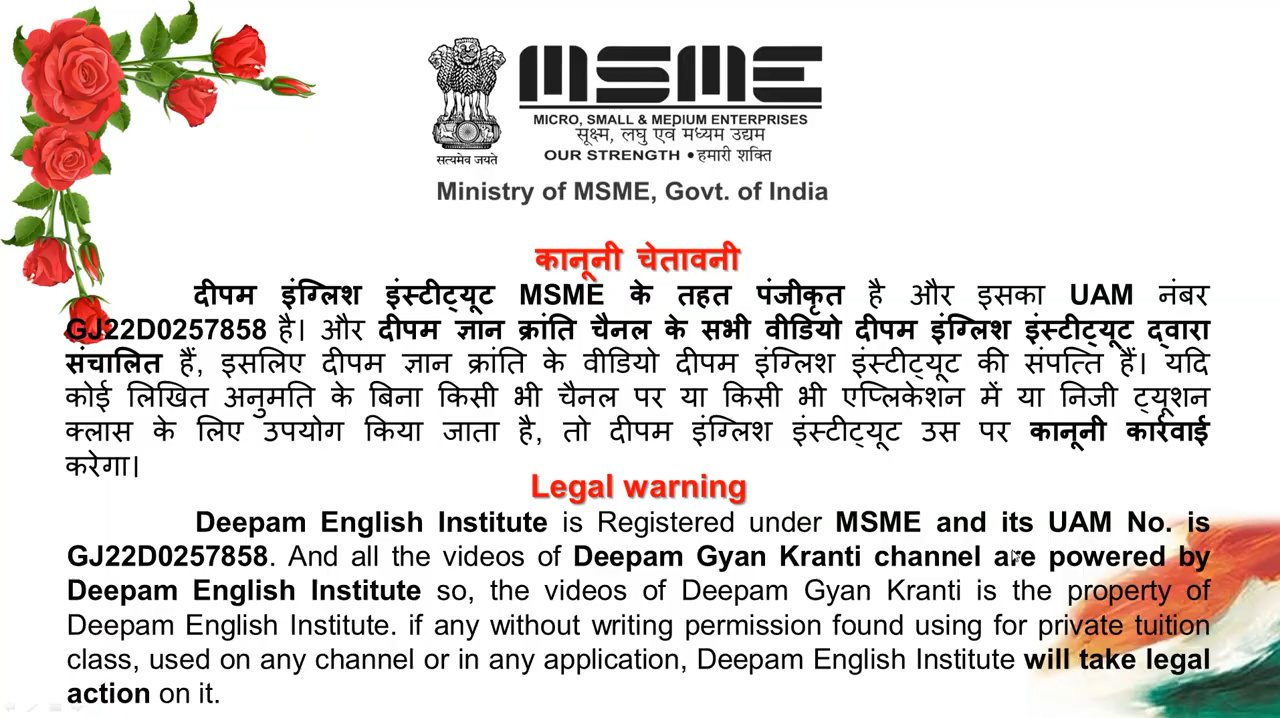 MSME
MICRO, SMALL & MEDIUM ENTERPRISES
सूक्ष्म, लघु एवं मध्यम उद्यम
सत्यमेव जयते
OUR STRENGTH • हमारी शक्ति
Ministry of MSME, Govt. of India
कानूनी चेतावनी
दीपम इंग्लिश इंस्टीट्यूट MSME के तहत पंजीकृत है और इसका UAM नंबर
GJ22D0257858 है। और दीपम ज्ञान क्रांति चैनल के सभी वीडियो दीपम इंग्लिश इंस्टीट्यूट द्वारा
संचालित हैं, इसलिए दीपम ज्ञान क्रांति के वीडियो दीपम इंग्लिश इंस्टीट्यूट की संपत्ति हैं। यदि
कोई लिखित अनुमति के बिना किसी भी चैनल पर या किसी भी एप्लिकेशन में या निजी ट्यूशन
क्लास के लिए उपयोग किया जाता है, तो दीपम इंग्लिश इंस्टीट्यूट उस पर कानूनी कार्रवाई
करेगा।
Legal warning
Deepam English Institute is Registered under MSME and its UAM No. is
GJ22D0257858. And all the videos of Deepam Gyan Kranti channel are powered by
Deepam English Institute so, the videos of Deepam Gyan Kranti is the property of
Deepam English Institute. if any without writing permission found using for private tuition
class, used on any channel or in any application, Deepam English Institute will take legal
action on it.